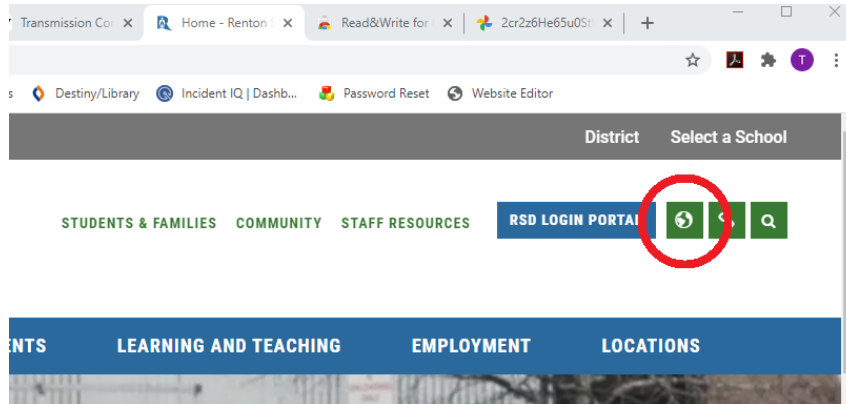 Transmission Co
Home - Renton S
Read&Write for
2cr2z6He65u0St
T
s
Destiny/Library
Incident IQ | Dashb...
Password Reset
Website Editor
District
Select a School
STUDENTS & FAMILIES
COMMUNITY
STAFF RESOURCES
RSD LOGIN PORTA
ENTS
LEARNING AND TEACHING
EMPLOYMENT
LOCATIONS